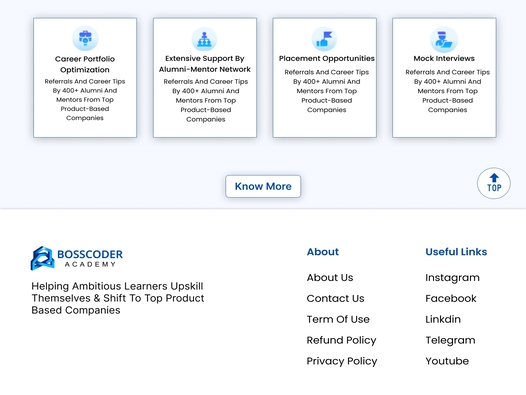 Career Portfolio
Optimization
Referrals And Career Tips
By 400+ Alumni And
Mentors From Top
Product-Based
Companies
Extensive Support By
Alumni-Mentor Network
Referrals And Career Tips
By 400+ Alumni And
Mentors From Top
Product-Based
Companies
Placement Opportunities
Referrals And Career Tips
By 400+ Alumni And
Mentors From Top
Product-Based
Companies
Mock Interviews
Referrals And Career Tips
By 400+ Alumni And
Mentors From Top
Product-Based
Companies
Know More
TOP
BOSSCODER
ACADEMY
Helping Ambitious Learners Upskill
Themselves & Shift To Top Product
Based Companies
About
About Us
Contact Us
Term Of Use
Refund Policy
Privacy Policy
Useful Links
Instagram
Facebook
Linkdin
Telegram
Youtube